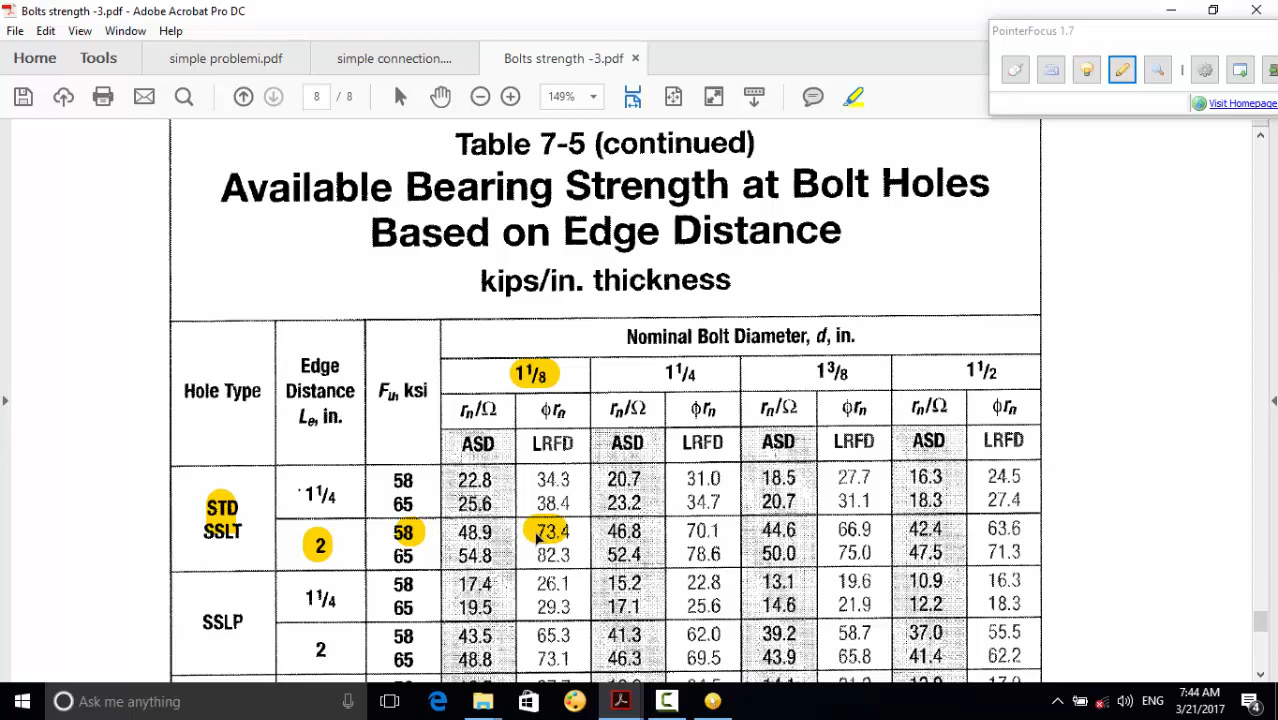 Bolts strength -3.pdf - Adobe Acrobat Pro DC
File Edit View Window Help
PointerFocus 1.7
Home Tools simple problemi.pdf simple connection.... Bolts strength -3.pdf ×
8 / 8 149%
Visit Homepage
Table 7-5 (continued)
Available Bearing Strength at Bolt Holes
Based on Edge Distance
kips/in. thickness
Hole Type Edge Distance Le, in. Fu, ksi Nominal Bolt Diameter, d, in.
1 1/8 1 1/4 1 3/8 1 1/2
rn/Ω ϕrn rn/Ω ϕrn rn/Ω ϕrn rn/Ω ϕrn
ASD LRFD ASD LRFD ASD LRFD ASD LRFD
STD
SSLT
1 1/4
58 22.8 34.3 20.7 31.0 18.5 27.7 16.3 24.5
65 25.6 38.4 23.2 34.7 20.7 31.1 18.3 27.4
2
58 48.9 73.4 46.8 70.1 44.6 66.9 42.4 63.6
65 54.8 82.3 52.4 78.6 50.0 75.0 47.5 71.3
SSLP
1 1/4
58 17.4 26.1 15.2 22.8 13.1 19.6 10.9 16.3
65 19.5 29.3 17.1 25.6 14.6 21.9 12.2 18.3
2
58 43.5 65.3 41.3 62.0 39.2 58.7 37.0 55.5
65 48.8 73.1 46.3 69.5 43.9 65.8 41.4 62.2
Ask me anything
ENG
7:44 AM
3/21/2017
4